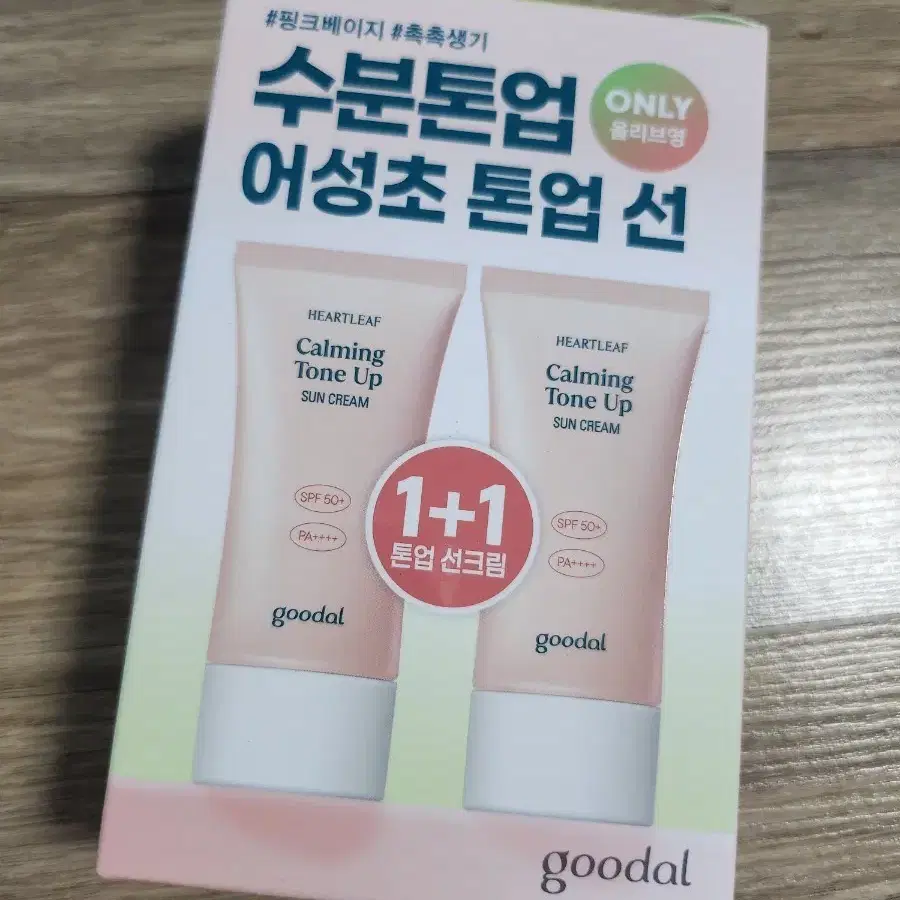 #핑크베이지 #촉촉생기
수분톤업
ONLY
올리브영
어성초 톤업 선
HEARTLEAF
Calming
Tone Up
SUN CREAM
SPF 50+
PA++++
goodal
HEARTLEAF
Calming
Tone Up
SUN CREAM
SPF 50+
PA++++
goodal
1+1
톤업 선크림
goodal